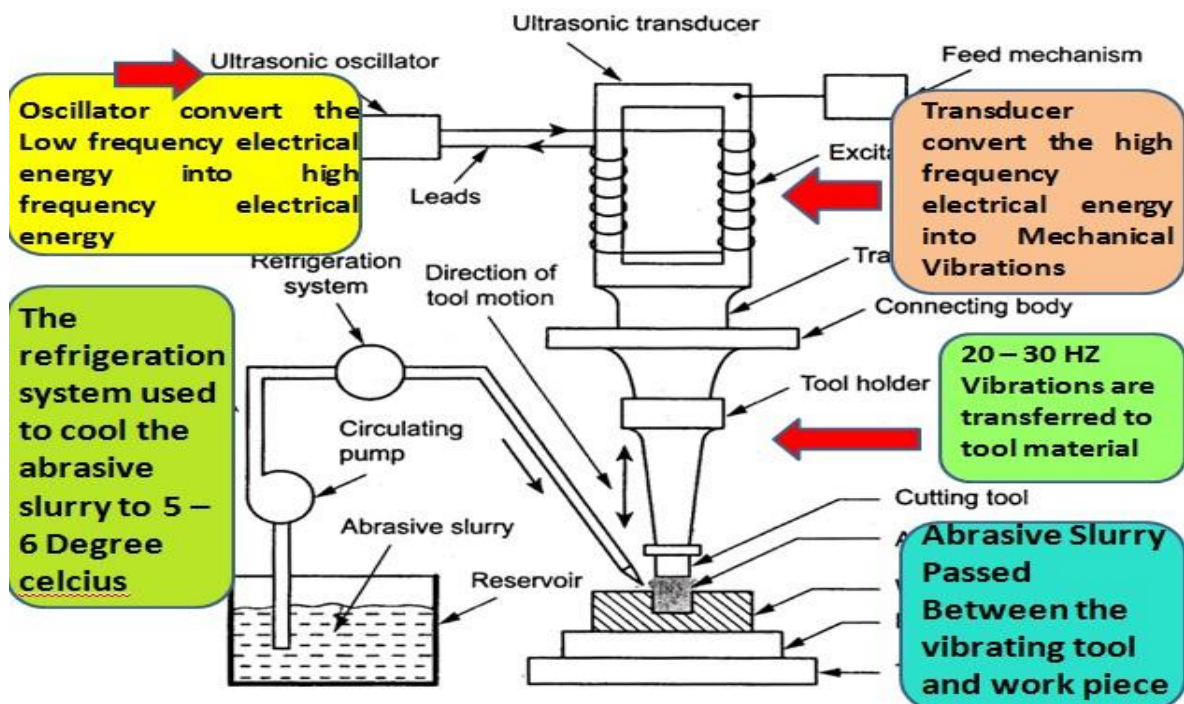 Ultrasonic transducer
Ultrasonic oscillator
Feed mechanism
Oscillator convert the
Low frequency electrical
energy into high
frequency electrical
energy
Leads
Transducer
convert the high
frequency
electrical energy
into Mechanical
Vibrations
Refrigeration
system
Direction of
tool motion
Connecting body
The
refrigeration
system used
to cool the
abrasive
slurry to 5 –
6 Degree
celcius
Tool holder
20 – 30 HZ
Vibrations are
transferred to
tool material
Circulating
pump
Cutting tool
Abrasive slurry
Reservoir
Abrasive Slurry
Passed
Between the
vibrating tool
and work piece